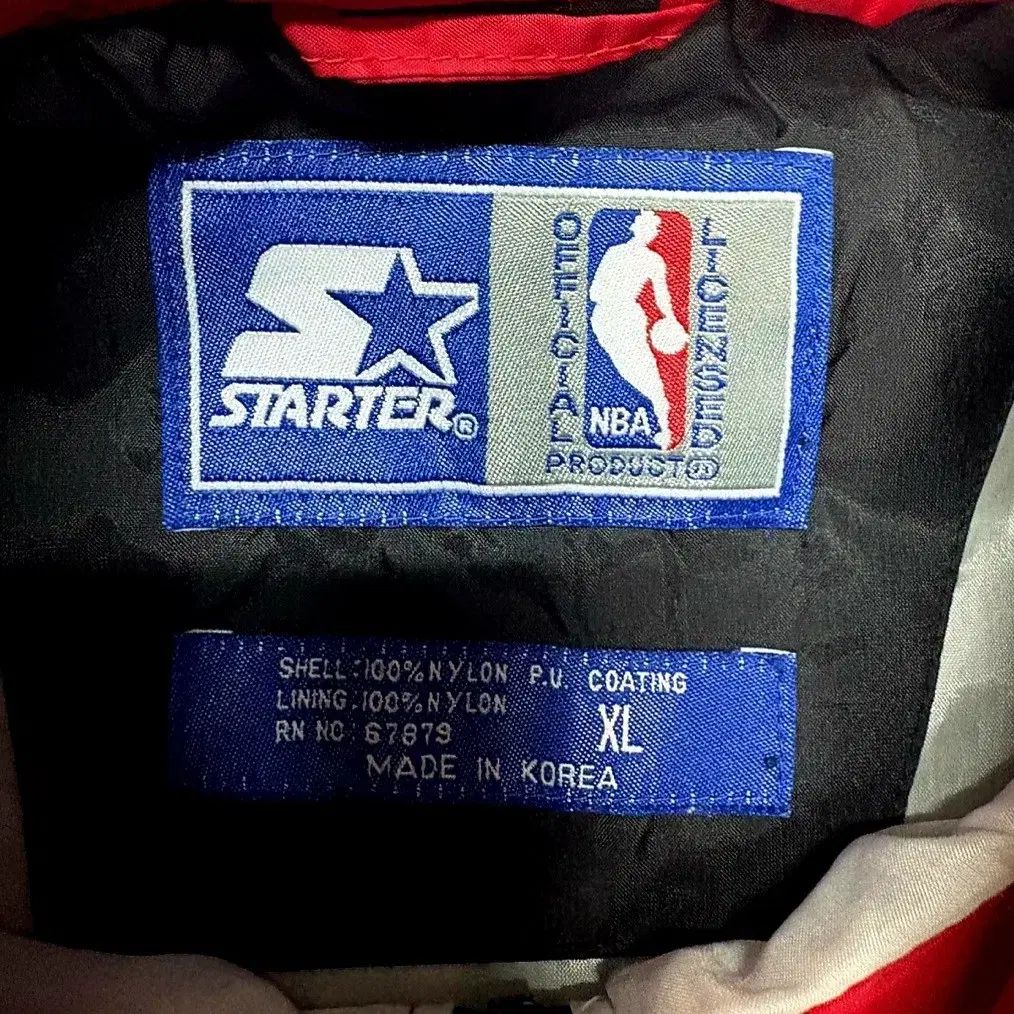 STARTER®
OFFICIAL
NBA
LICENSED
PRODUCT
SHELL:100% NYLON P.U. COATING
LINING:100% NYLON
RN NO: 67879
XL
MADE IN KOREA